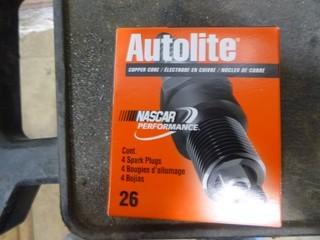 Autolite®
COPPER CORE / ÉLECTRODE EN CUIVRE / NÚCLEO DE COBRE
NASCAR
PERFORMANCE
Cont.
4 Spark Plugs
4 Bougies d'allumage
4 Bujias
26